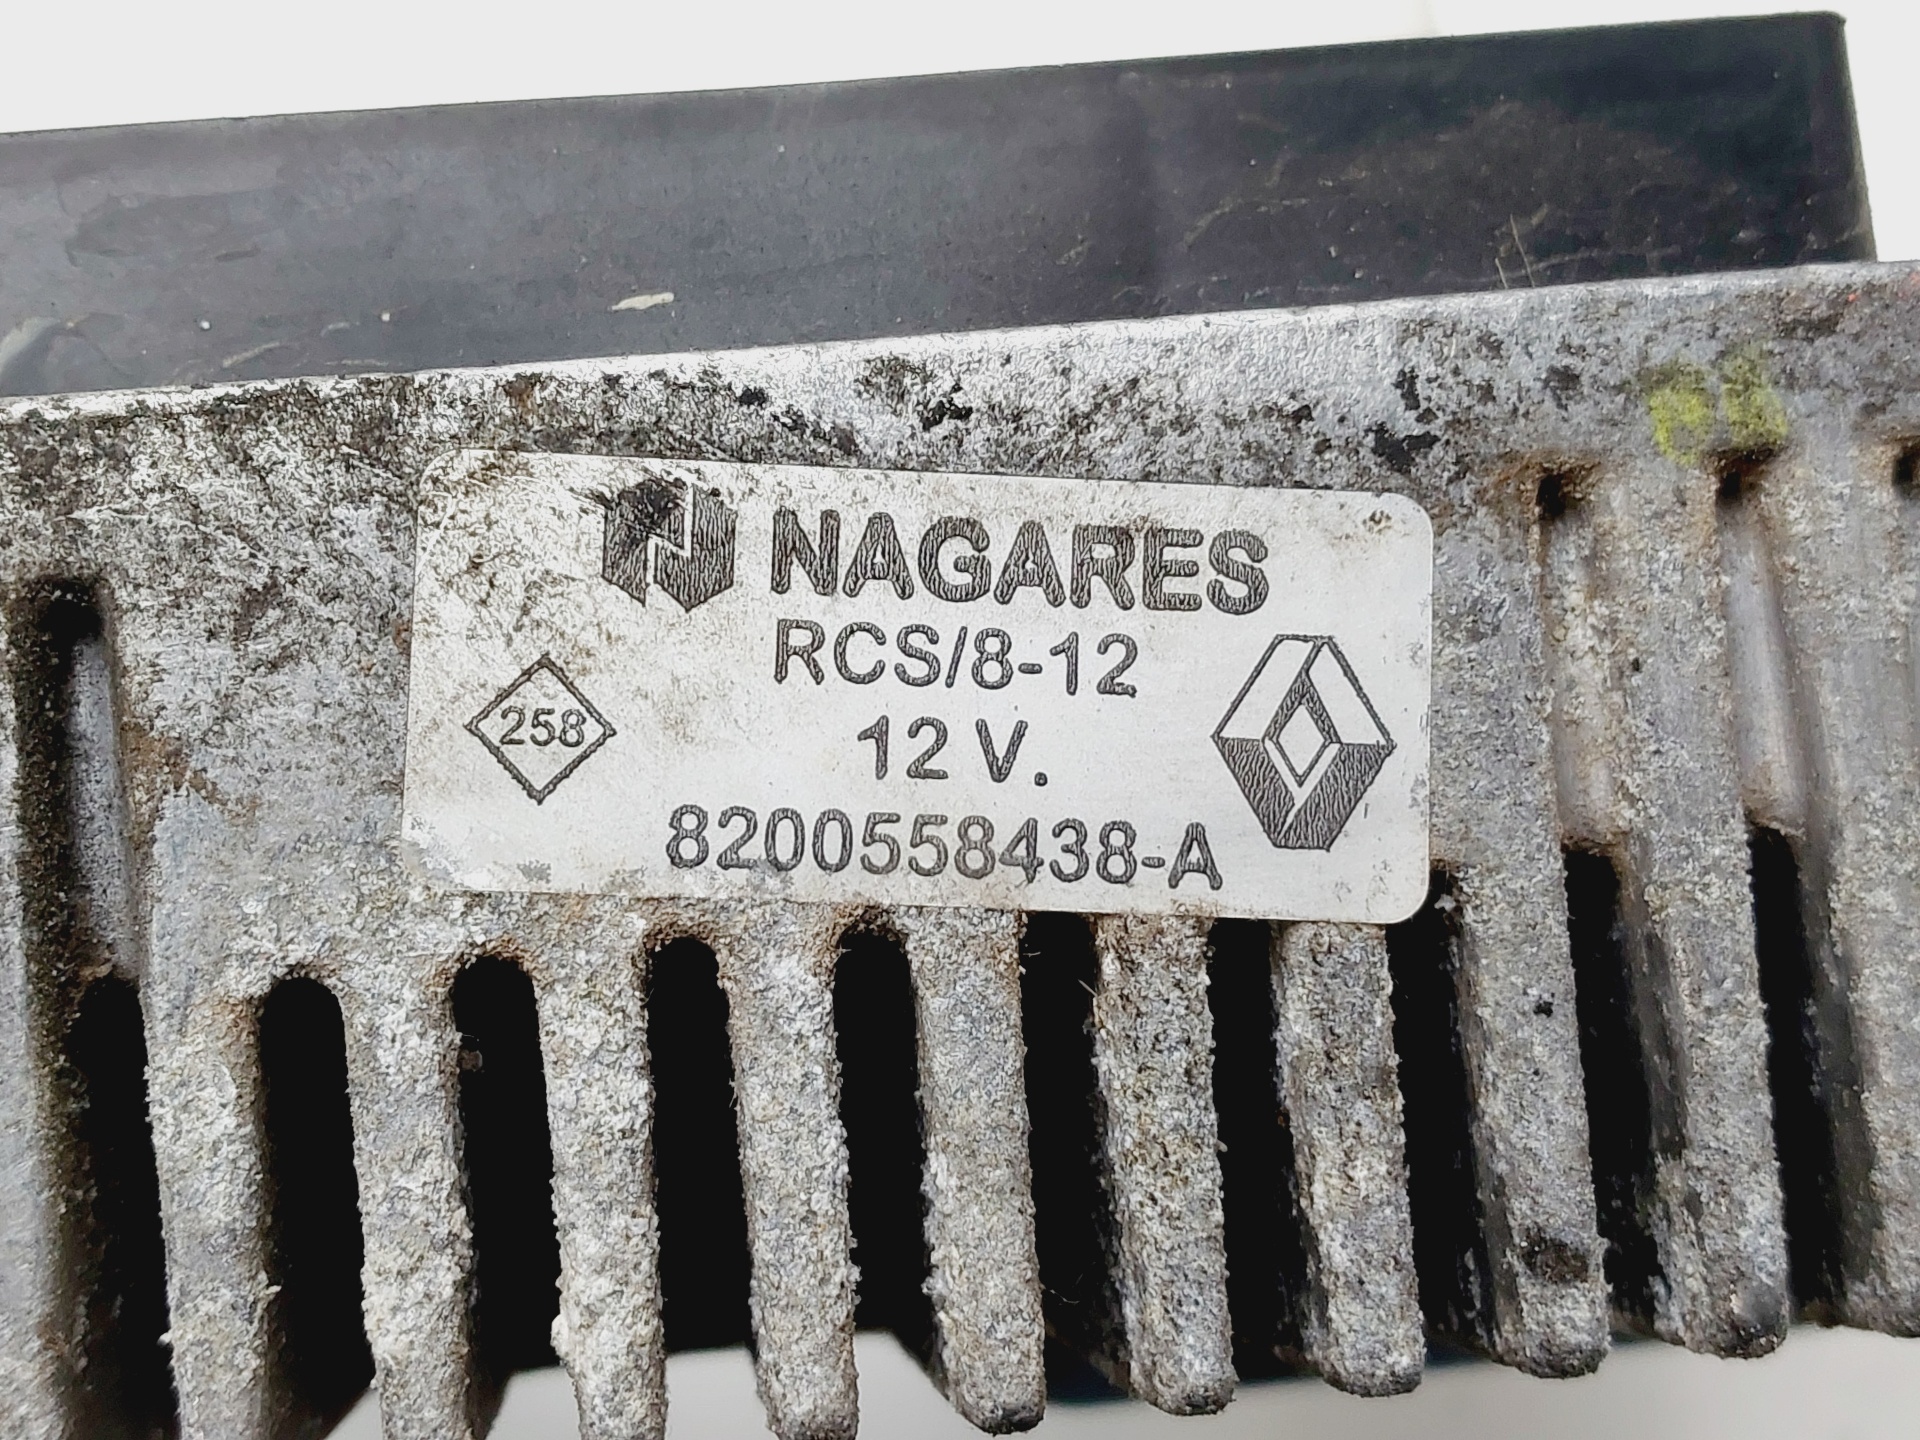 NAGARES
RCS/8-12
258
12 V.
8200558438-A